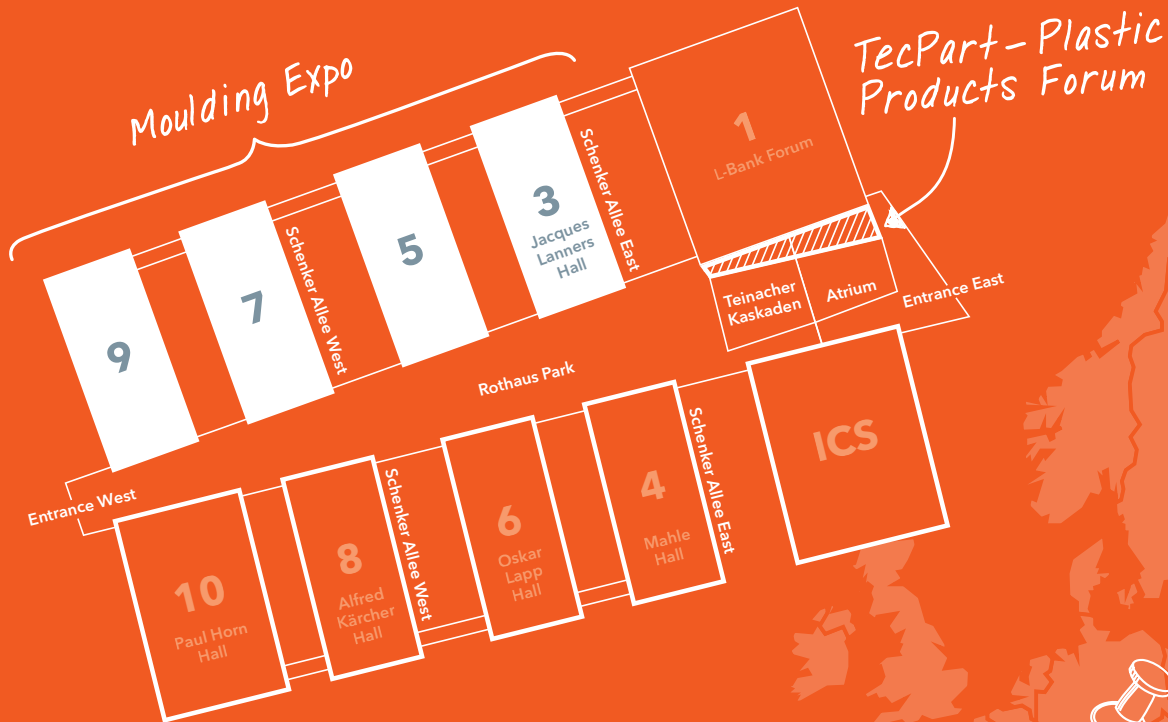 Moulding Expo
TecPart – Plastic
Products Forum
1
L-Bank Forum
3
Jacques
Lanners
Hall
Schenker Allee East
5
7
Schenker Allee West
9
Teinacher
Kaskaden
Atrium
Entrance East
Rothaus Park
Entrance West
10
Paul Horn
Hall
8
Alfred
Kärcher
Hall
Schenker Allee West
6
Oskar
Lapp
Hall
4
Mahle
Hall
Schenker Allee East
ICS